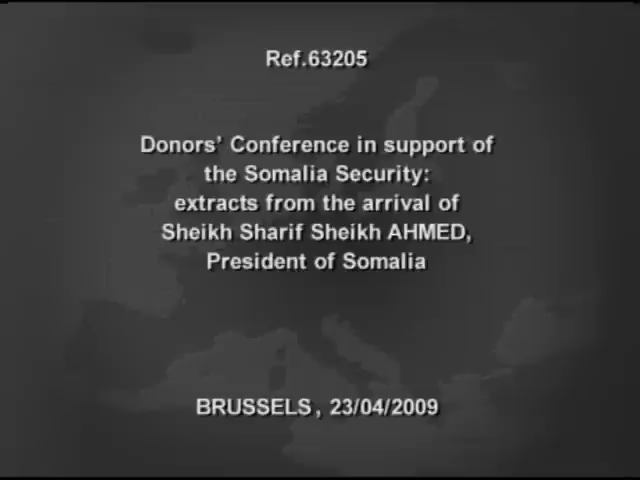 Ref.63205
Donors' Conference in support of
the Somalia Security:
extracts from the arrival of
Sheikh Sharif Sheikh AHMED,
President of Somalia
BRUSSELS, 23/04/2009